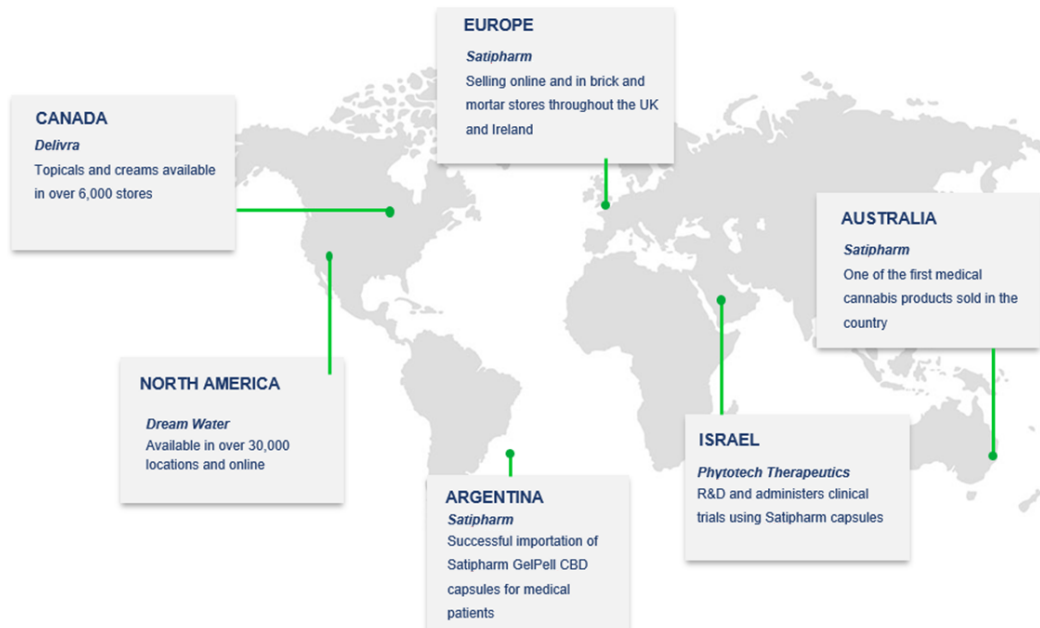 EUROPE
Satipharm
Selling online and in brick and
mortar stores throughout the UK
and Ireland
CANADA
Delivra
Topicals and creams available
in over 6,000 stores
AUSTRALIA
Satipharm
One of the first medical
cannabis products sold in the
country
NORTH AMERICA
Dream Water
Available in over 30,000
locations and online
ISRAEL
Phytotech Therapeutics
R&D and administers clinical
trials using Satipharm capsules
ARGENTINA
Satipharm
Successful importation of
Satipharm GelPell CBD
capsules for medical
patients